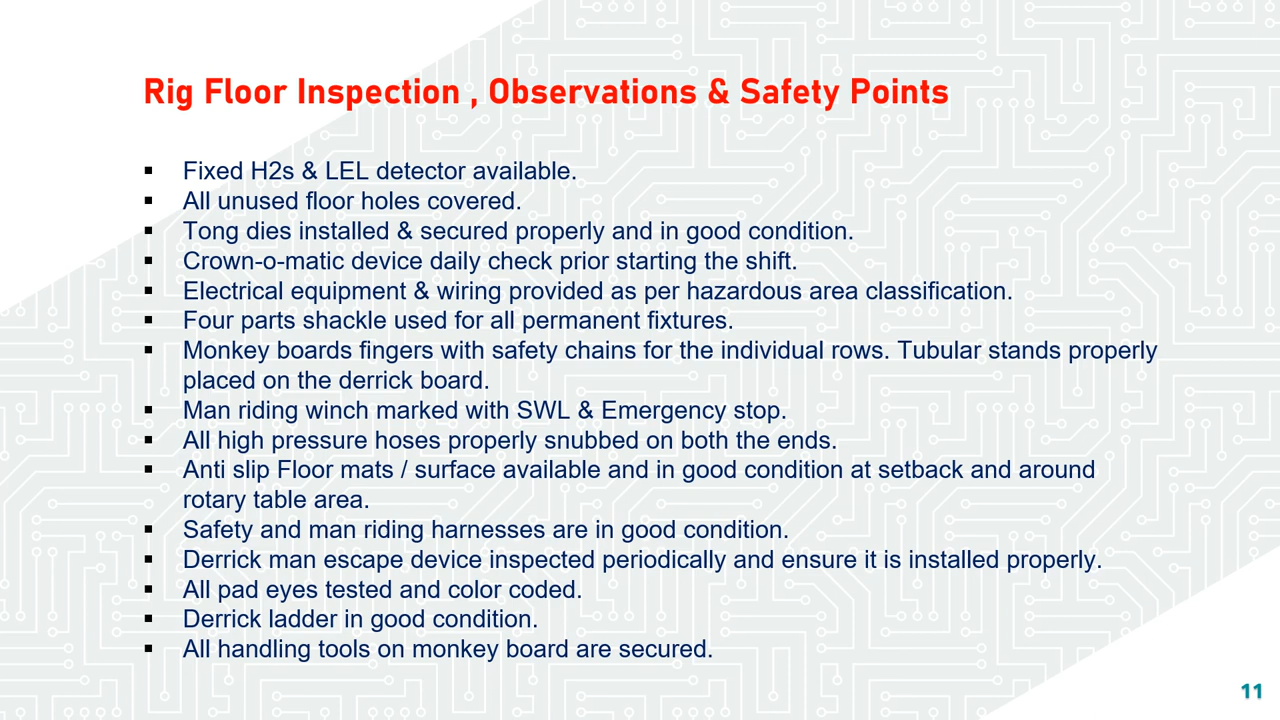 Rig Floor Inspection , Observations & Safety Points
▪ Fixed H2s & LEL detector available.
▪ All unused floor holes covered.
▪ Tong dies installed & secured properly and in good condition.
▪ Crown-o-matic device daily check prior starting the shift.
▪ Electrical equipment & wiring provided as per hazardous area classification.
▪ Four parts shackle used for all permanent fixtures.
▪ Monkey boards fingers with safety chains for the individual rows. Tubular stands properly
placed on the derrick board.
▪ Man riding winch marked with SWL & Emergency stop.
▪ All high pressure hoses properly snubbed on both the ends.
▪ Anti slip Floor mats / surface available and in good condition at setback and around
rotary table area.
▪ Safety and man riding harnesses are in good condition.
▪ Derrick man escape device inspected periodically and ensure it is installed properly.
▪ All pad eyes tested and color coded.
▪ Derrick ladder in good condition.
▪ All handling tools on monkey board are secured.
11